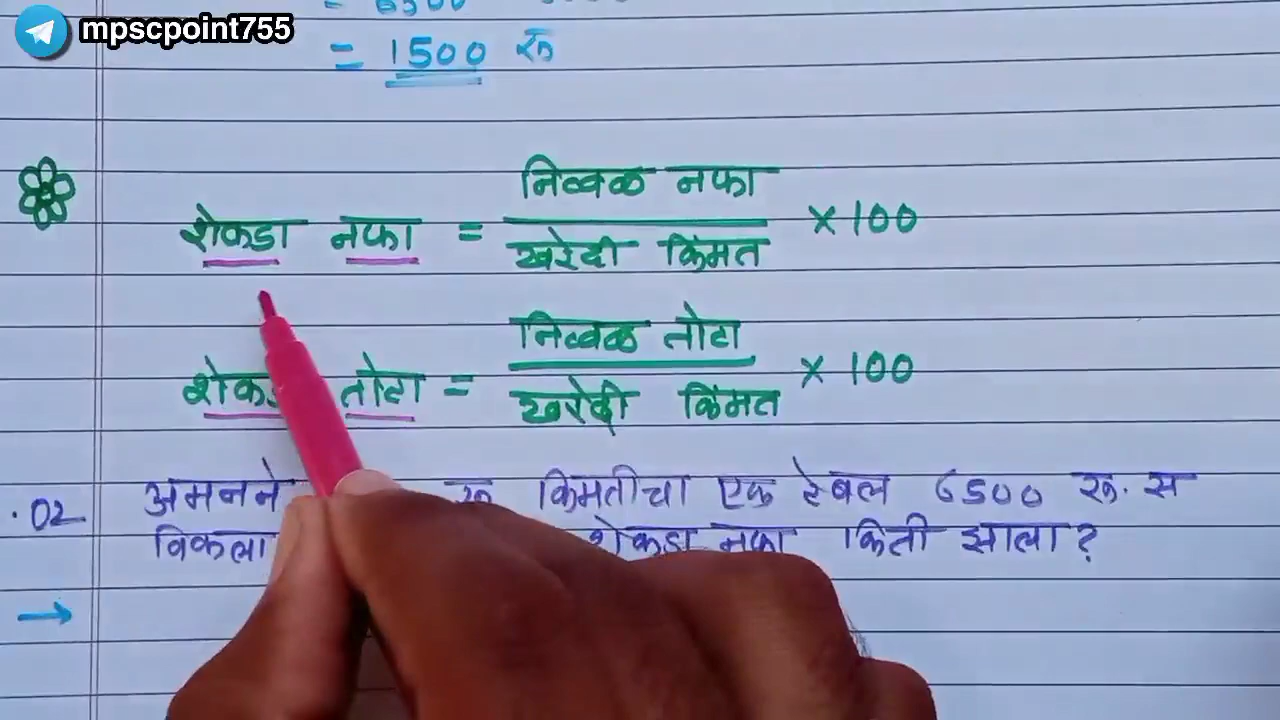 mpscpoint755
= 1500 रू
शेकडा नफा = निव्वळ नफा / खरेदी किंमत × 100
तोटा = निव्वळ तोटा / खरेदी किंमत × 100
02 अमनने रू किंमतीचा एक टेबल 6500 रू. स
विकला शेकडा नफा किती झाला?
→